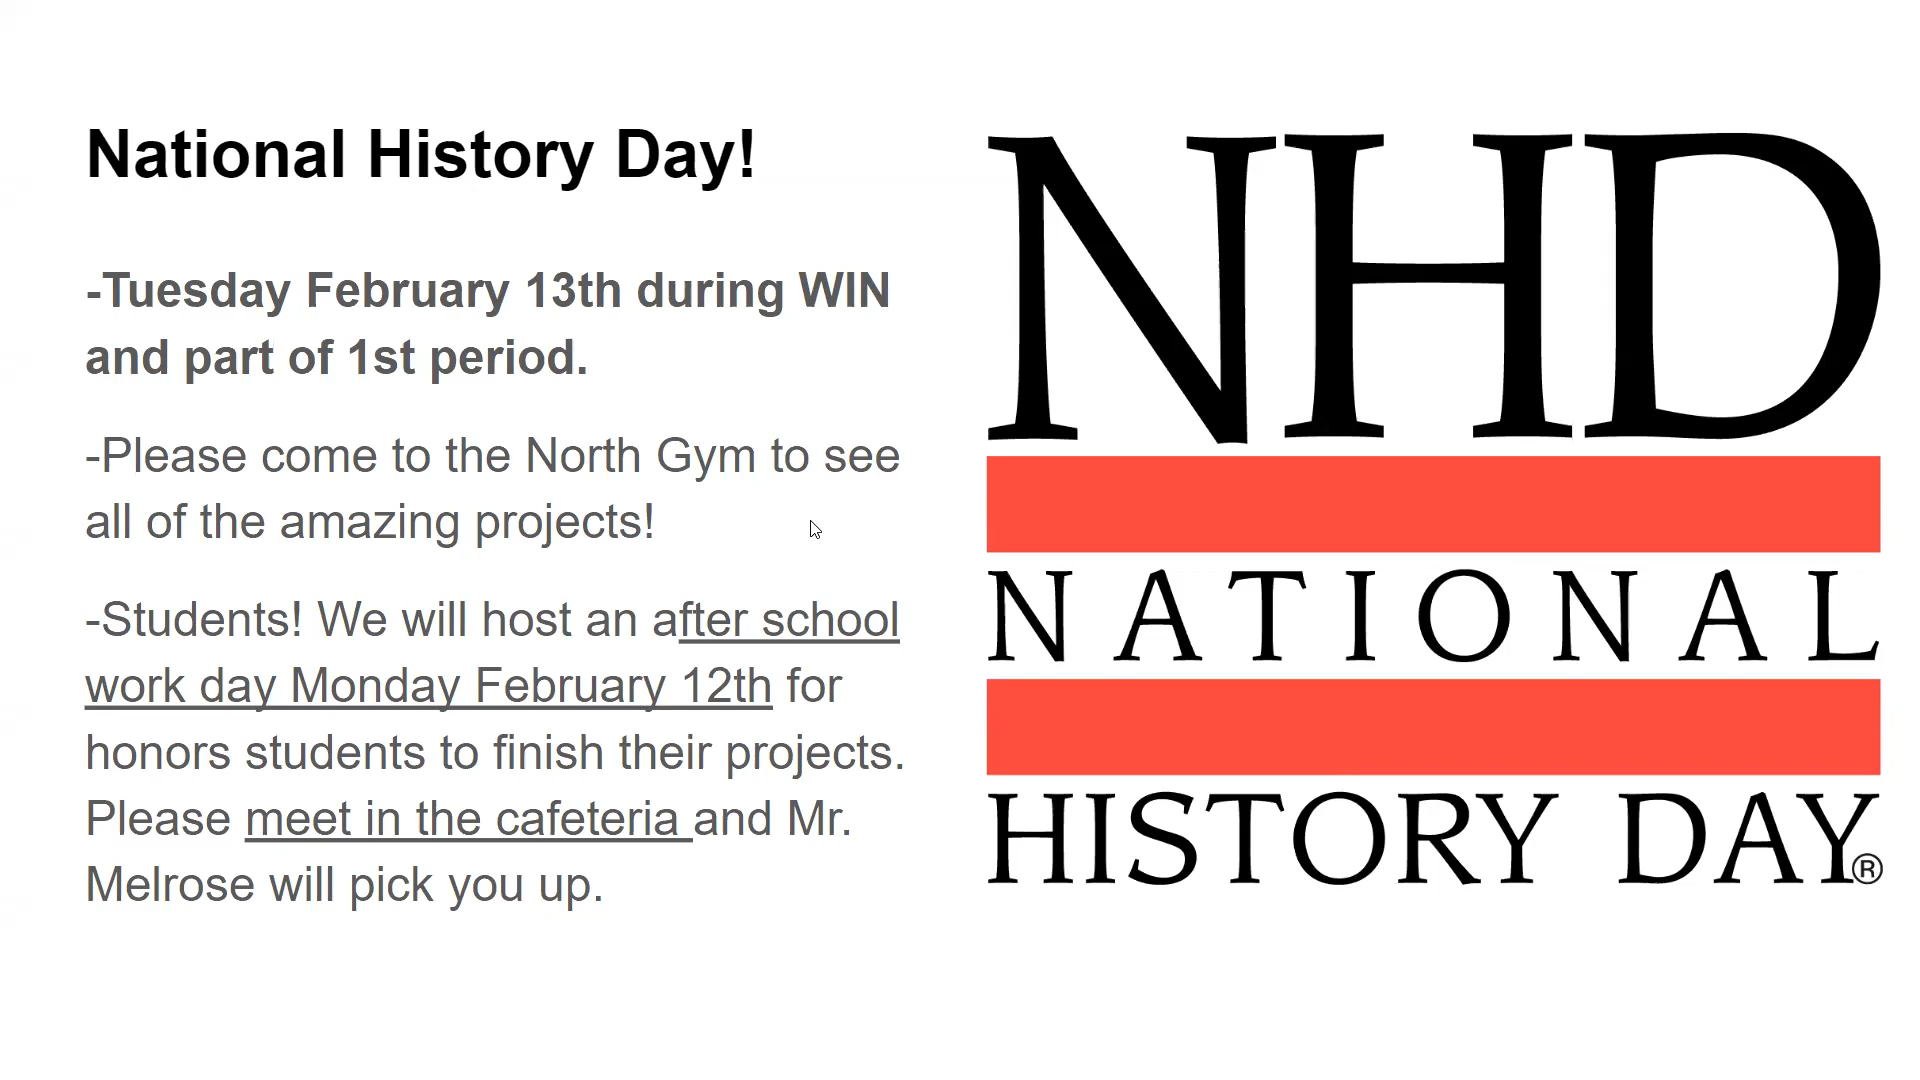 National History Day!
-Tuesday February 13th during WIN
and part of 1st period.
-Please come to the North Gym to see
all of the amazing projects!
-Students! We will host an after school
work day Monday February 12th for
honors students to finish their projects.
Please meet in the cafeteria and Mr.
Melrose will pick you up.
NHD
NATIONAL
HISTORY DAY®